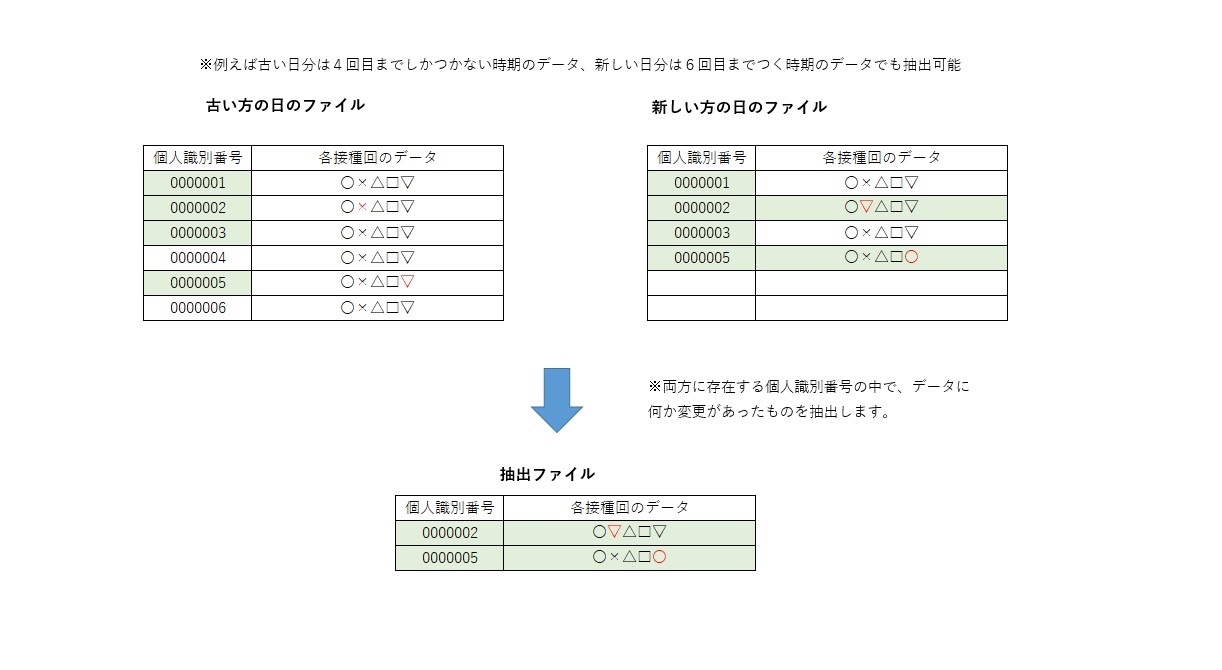 ※例えば古い日分は４回目までしかつかない時期のデータ、新しい日分は６回目までつく時期のデータでも抽出可能
古い方の日のファイル
個人識別番号 各接種回のデータ
0000001 〇×△□▽
0000002 〇×△□▽
0000003 〇×△□▽
0000004 〇×△□▽
0000005 〇×△□▽
0000006 〇×△□▽
新しい方の日のファイル
個人識別番号 各接種回のデータ
0000001 〇×△□▽
0000002 〇▽△□▽
0000003 〇×△□▽
0000005 〇×△□〇
※両方に存在する個人識別番号の中で、データに
何か変更があったものを抽出します。
抽出ファイル
個人識別番号 各接種回のデータ
0000002 〇▽△□▽
0000005 〇×△□〇